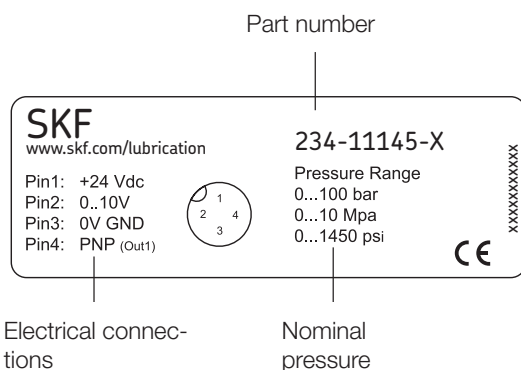 Part number
SKF
www.skf.com/lubrication
Pin1: +24 Vdc
Pin2: 0..10V
Pin3: 0V GND
Pin4: PNP (Out1)
1
2 4
3
234-11145-X
Pressure Range
0...100 bar
0...10 Mpa
0...1450 psi
CE
XXXXXXXXXXXX
Electrical connec-
tions
Nominal
pressure